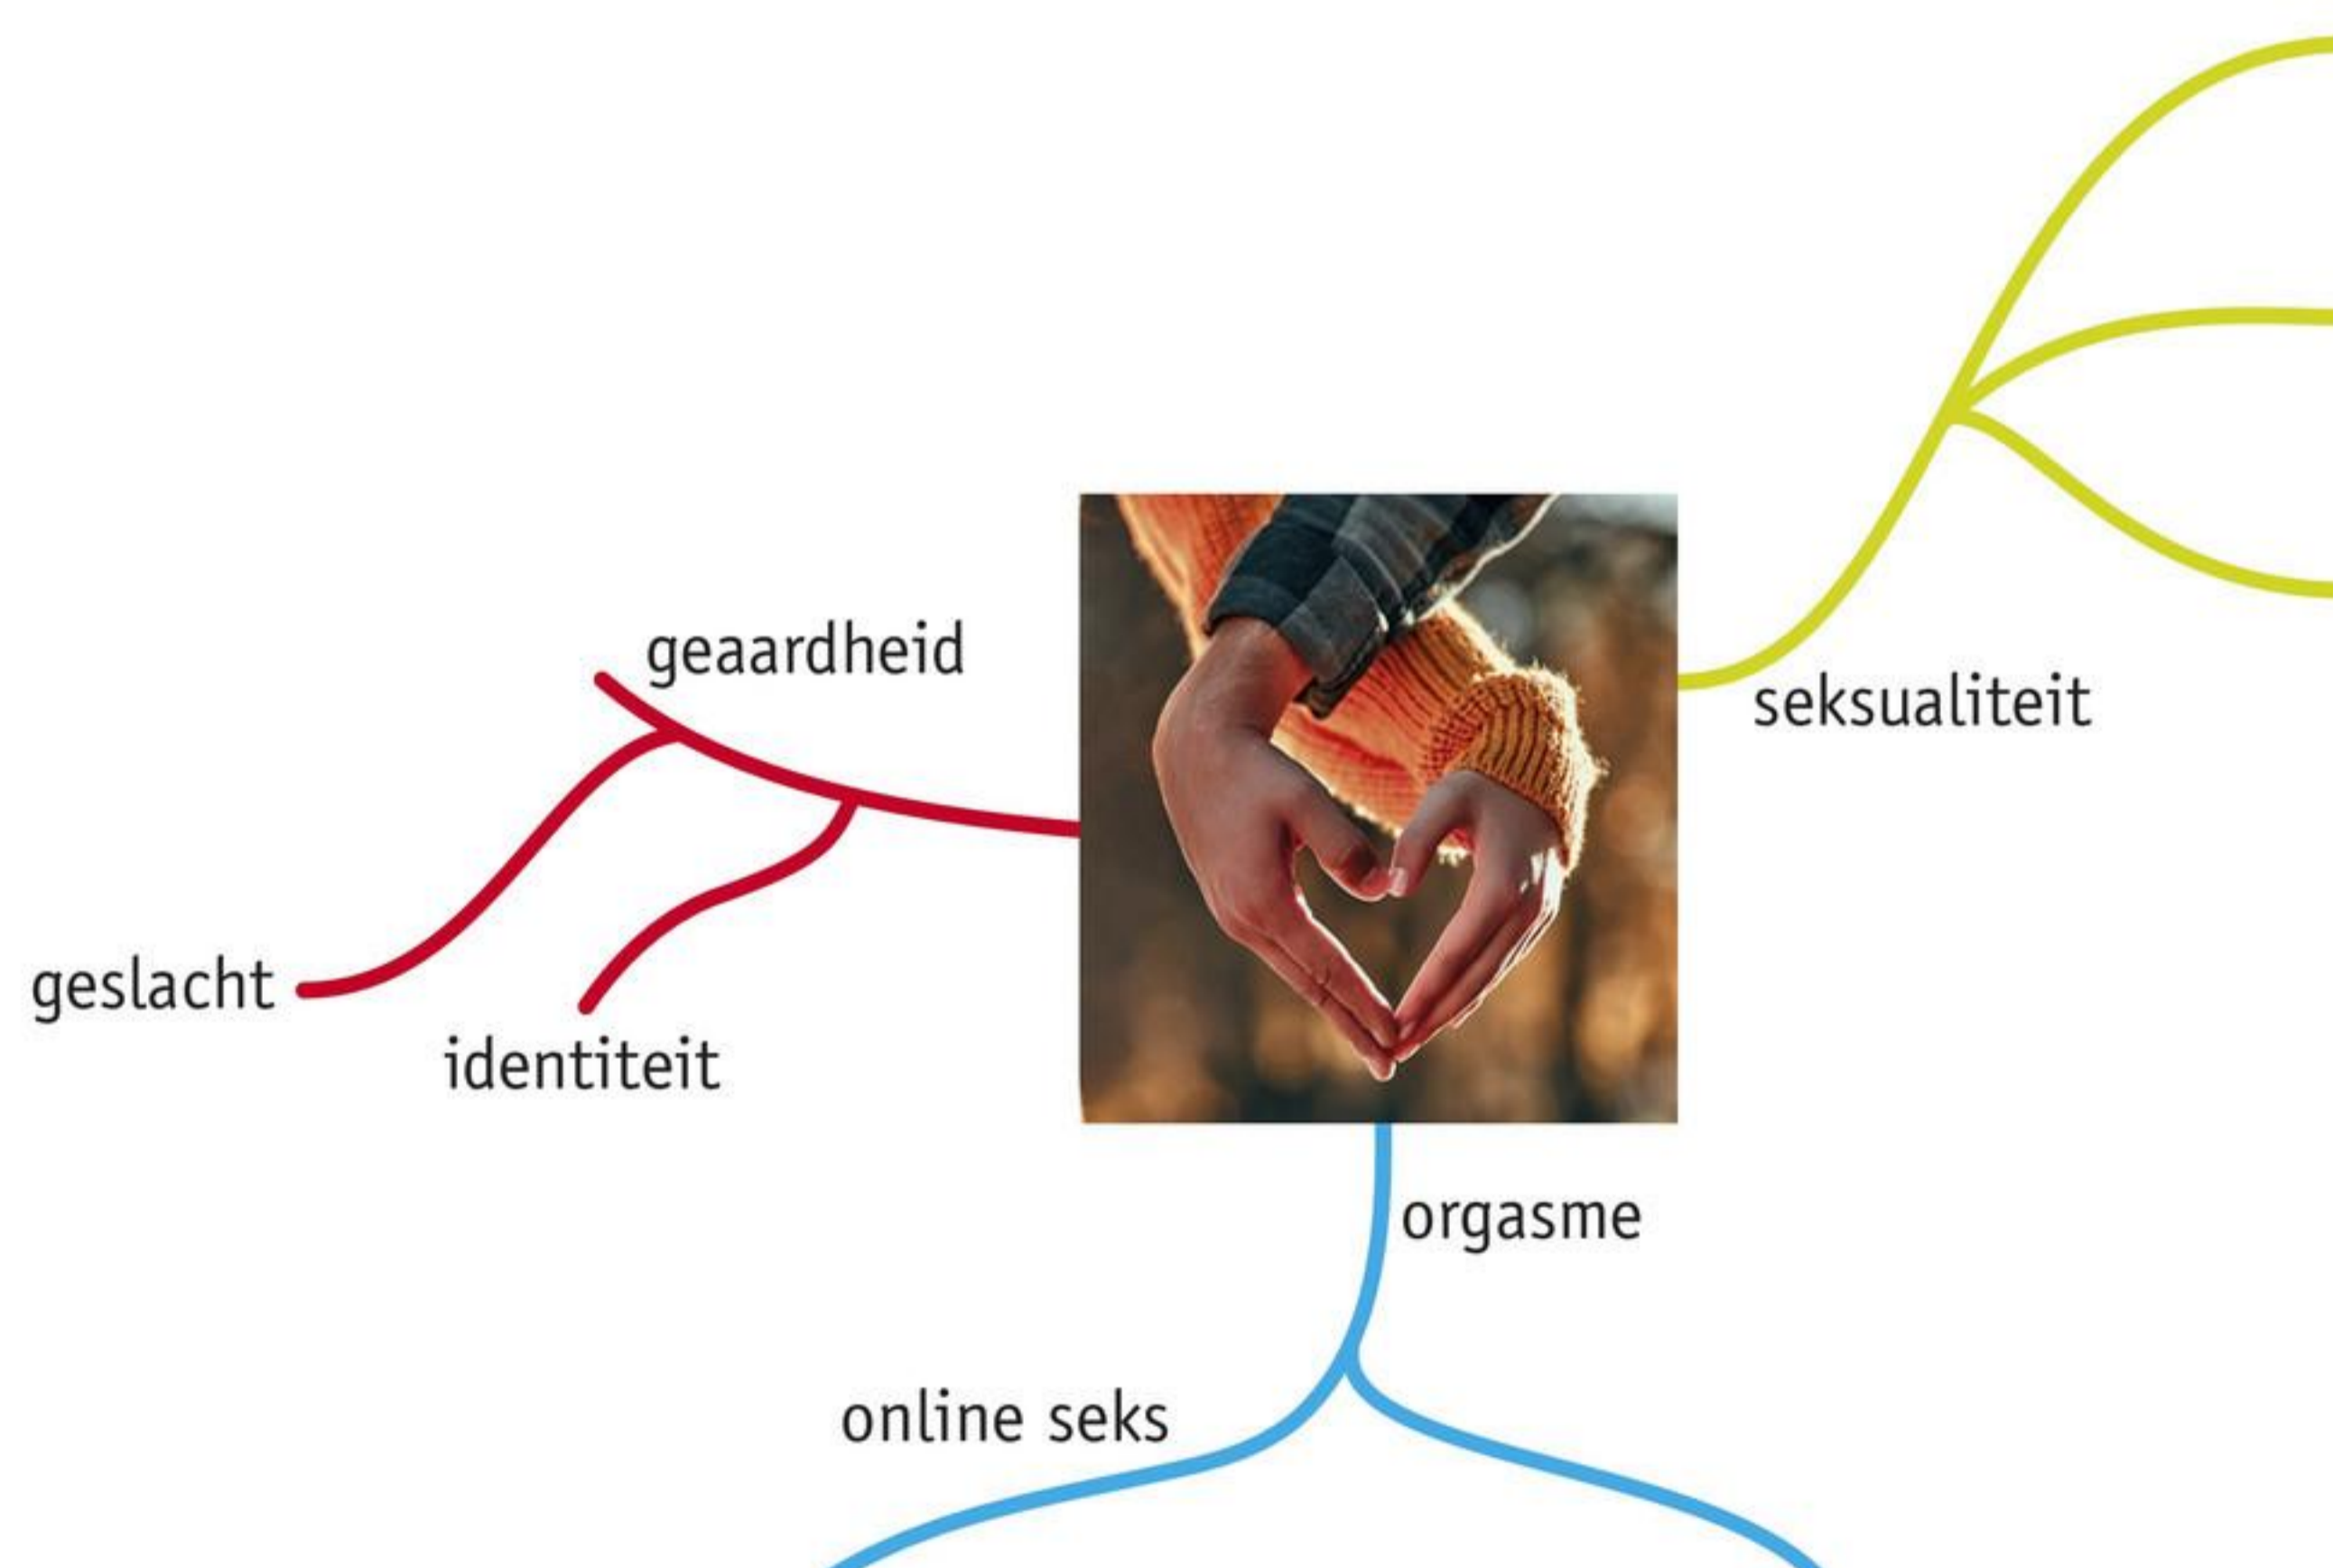 geaardheid
seksualiteit
geslacht
identiteit
orgasme
online seks